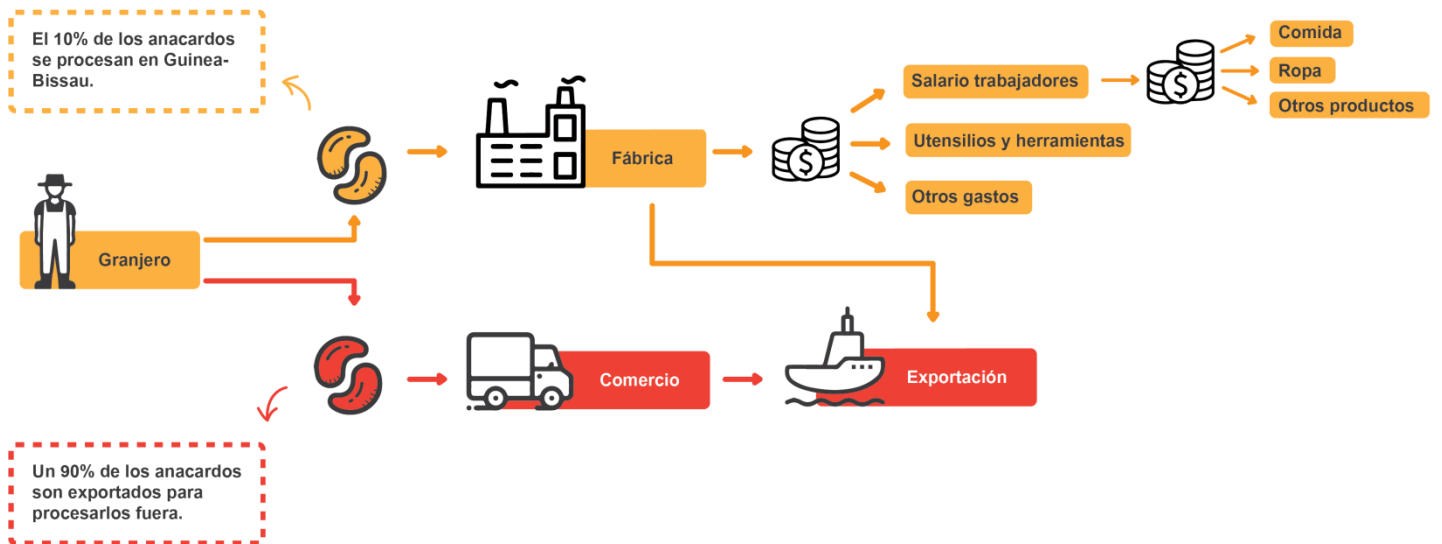 El 10% de los anacardos
se procesan en Guinea-
Bissau.
Granjero
Fábrica
Salario trabajadores
Utensilios y herramientas
Otros gastos
Comida
Ropa
Otros productos
Comercio
Exportación
Un 90% de los anacardos
son exportados para
procesarlos fuera.